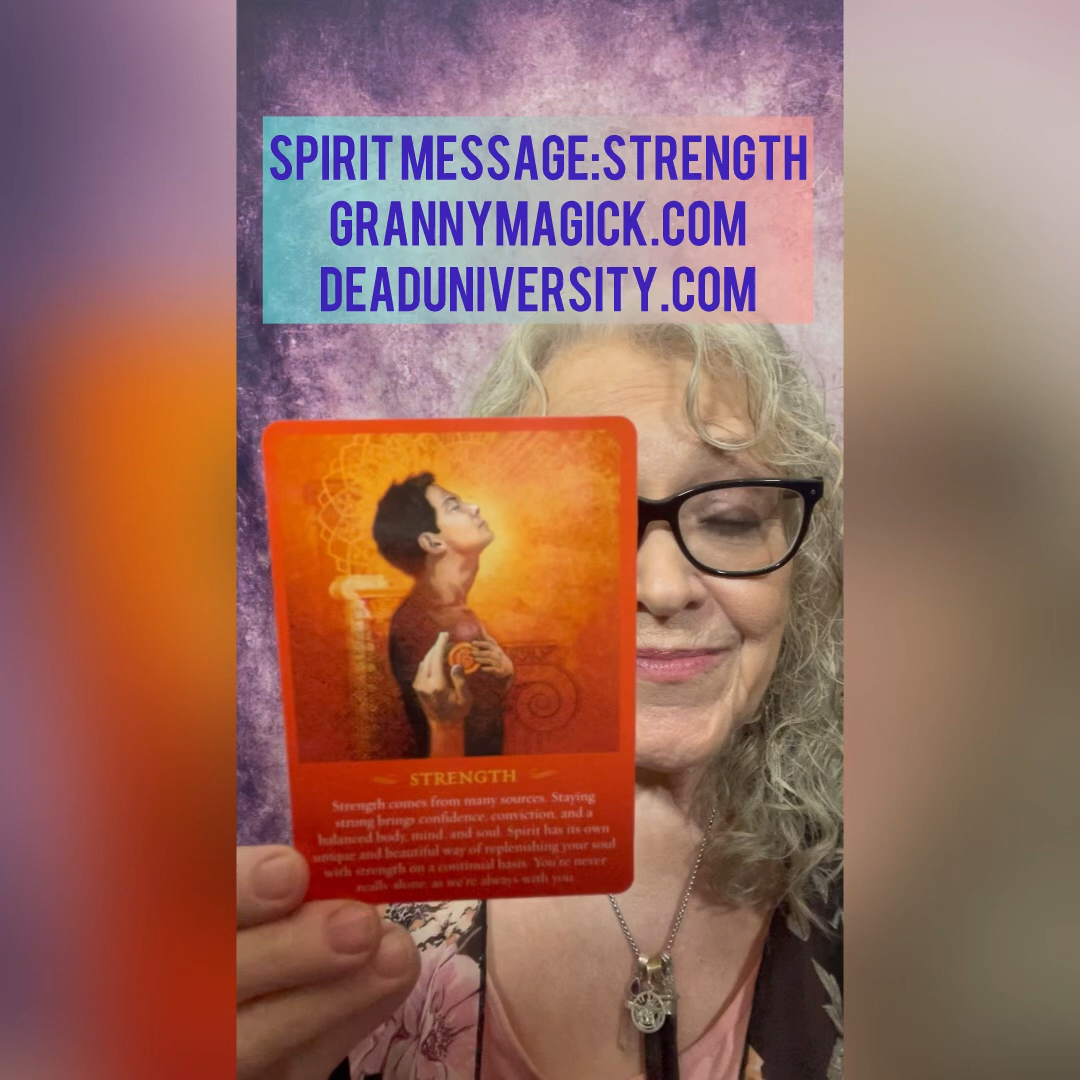 SPIRIT MESSAGE:STRENGTH
GRANNYMAGICK.COM
DEADUNIVERSITY.COM
STRENGTH
Strength comes from many sources. Staying
strong brings confidence, conviction, and a
balanced body, mind, and soul. Spirit has its own
unique and beautiful way of replenishing your soul
with strength on a continual basis. You're never
really alone, as we're always with you.